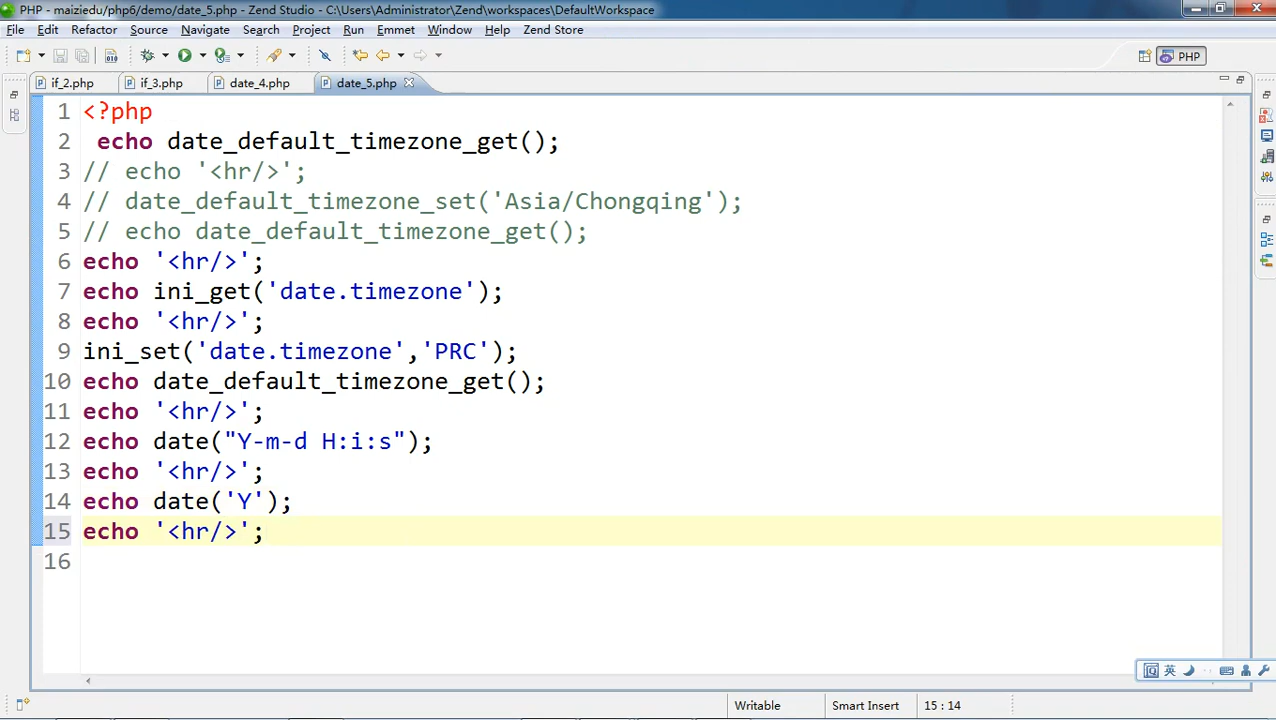 PHP - maiziedu/php6/demo/date_5.php - Zend Studio - C:\Users\Administrator\Zend\workspaces\DefaultWorkspace
File Edit Refactor Source Navigate Search Project Run Emmet Window Help Zend Store
PHP
if_2.php if_3.php date_4.php date_5.php
1 <?php
2  echo date_default_timezone_get();
3 // echo '<hr/>';
4 // date_default_timezone_set('Asia/Chongqing');
5 // echo date_default_timezone_get();
6 echo '<hr/>';
7 echo ini_get('date.timezone');
8 echo '<hr/>';
9 ini_set('date.timezone','PRC');
10 echo date_default_timezone_get();
11 echo '<hr/>';
12 echo date("Y-m-d H:i:s");
13 echo '<hr/>';
14 echo date('Y');
15 echo '<hr/>';
16
英
Writable Smart Insert 15 : 14